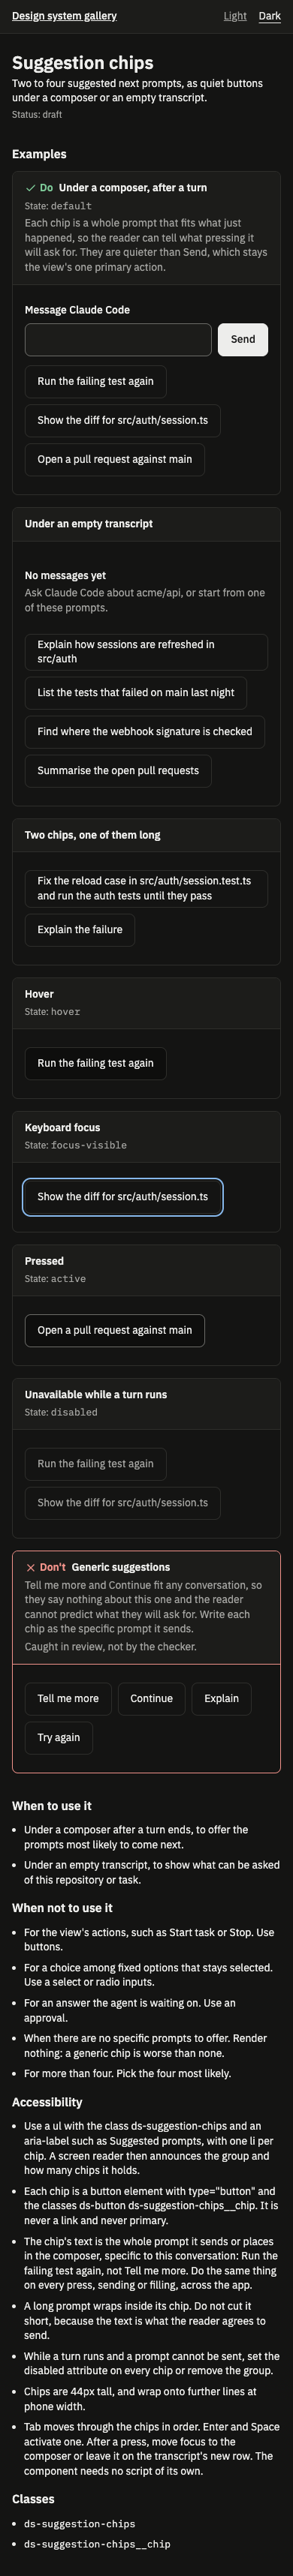 Design system gallery
Light
Dark
Suggestion chips
Two to four suggested next prompts, as quiet buttons
under a composer or an empty transcript.
Status: draft
Examples
Do Under a composer, after a turn
State: default
Each chip is a whole prompt that fits what just
happened, so the reader can tell what pressing it
will ask for. They are quieter than Send, which stays
the view's one primary action.
Message Claude Code
Send
Run the failing test again
Show the diff for src/auth/session.ts
Open a pull request against main
Under an empty transcript
No messages yet
Ask Claude Code about acme/api, or start from one
of these prompts.
Explain how sessions are refreshed in
src/auth
List the tests that failed on main last night
Find where the webhook signature is checked
Summarise the open pull requests
Two chips, one of them long
Fix the reload case in src/auth/session.test.ts
and run the auth tests until they pass
Explain the failure
Hover
State: hover
Run the failing test again
Keyboard focus
State: focus-visible
Show the diff for src/auth/session.ts
Pressed
State: active
Open a pull request against main
Unavailable while a turn runs
State: disabled
Run the failing test again
Show the diff for src/auth/session.ts
Don't Generic suggestions
Tell me more and Continue fit any conversation, so
they say nothing about this one and the reader
cannot predict what they will ask for. Write each
chip as the specific prompt it sends.
Caught in review, not by the checker.
Tell me more
Continue
Explain
Try again
When to use it
• Under a composer after a turn ends, to offer the
prompts most likely to come next.
• Under an empty transcript, to show what can be asked
of this repository or task.
When not to use it
• For the view's actions, such as Start task or Stop. Use
buttons.
• For a choice among fixed options that stays selected.
Use a select or radio inputs.
• For an answer the agent is waiting on. Use an
approval.
• When there are no specific prompts to offer. Render
nothing: a generic chip is worse than none.
• For more than four. Pick the four most likely.
Accessibility
• Use a ul with the class ds-suggestion-chips and an
aria-label such as Suggested prompts, with one li per
chip. A screen reader then announces the group and
how many chips it holds.
• Each chip is a button element with type="button" and
the classes ds-button ds-suggestion-chips__chip. It is
never a link and never primary.
• The chip's text is the whole prompt it sends or places
in the composer, specific to this conversation: Run the
failing test again, not Tell me more. Do the same thing
on every press, sending or filling, across the app.
• A long prompt wraps inside its chip. Do not cut it
short, because the text is what the reader agrees to
send.
• While a turn runs and a prompt cannot be sent, set the
disabled attribute on every chip or remove the group.
• Chips are 44px tall, and wrap onto further lines at
phone width.
• Tab moves through the chips in order. Enter and Space
activate one. After a press, move focus to the
composer or leave it on the transcript's new row. The
component needs no script of its own.
Classes
• ds-suggestion-chips
• ds-suggestion-chips__chip